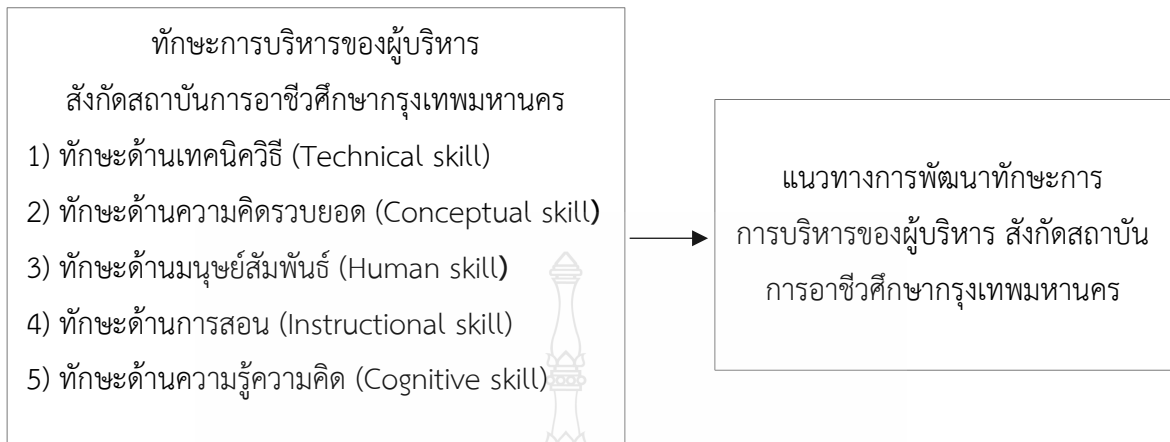 ทักษะการบริหารของผู้บริหาร
สังกัดสถาบันการอาชีวศึกษากรุงเทพมหานคร
1) ทักษะด้านเทคนิควิธี (Technical skill)
2) ทักษะด้านความคิดรวบยอด (Conceptual skill)
3) ทักษะด้านมนุษย์สัมพันธ์ (Human skill)
4) ทักษะด้านการสอน (Instructional skill)
5) ทักษะด้านความรู้ความคิด (Cognitive skill)
แนวทางการพัฒนาทักษะการ
การบริหารของผู้บริหาร สังกัดสถาบัน
การอาชีวศึกษากรุงเทพมหานคร